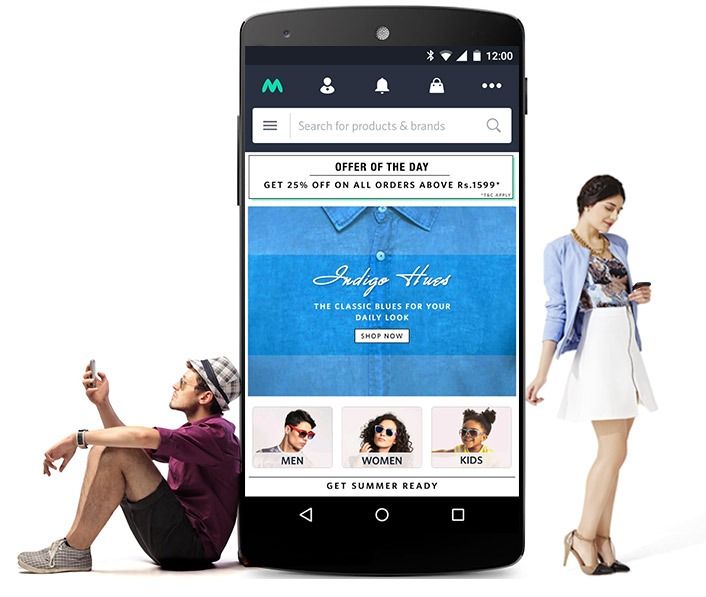 12:00
Search for products & brands
OFFER OF THE DAY
GET 25% OFF ON ALL ORDERS ABOVE Rs.1599*
*T&C APPLY
Indigo Hues
THE CLASSIC BLUES FOR YOUR
DAILY LOOK
SHOP NOW
MEN WOMEN KIDS
GET SUMMER READY